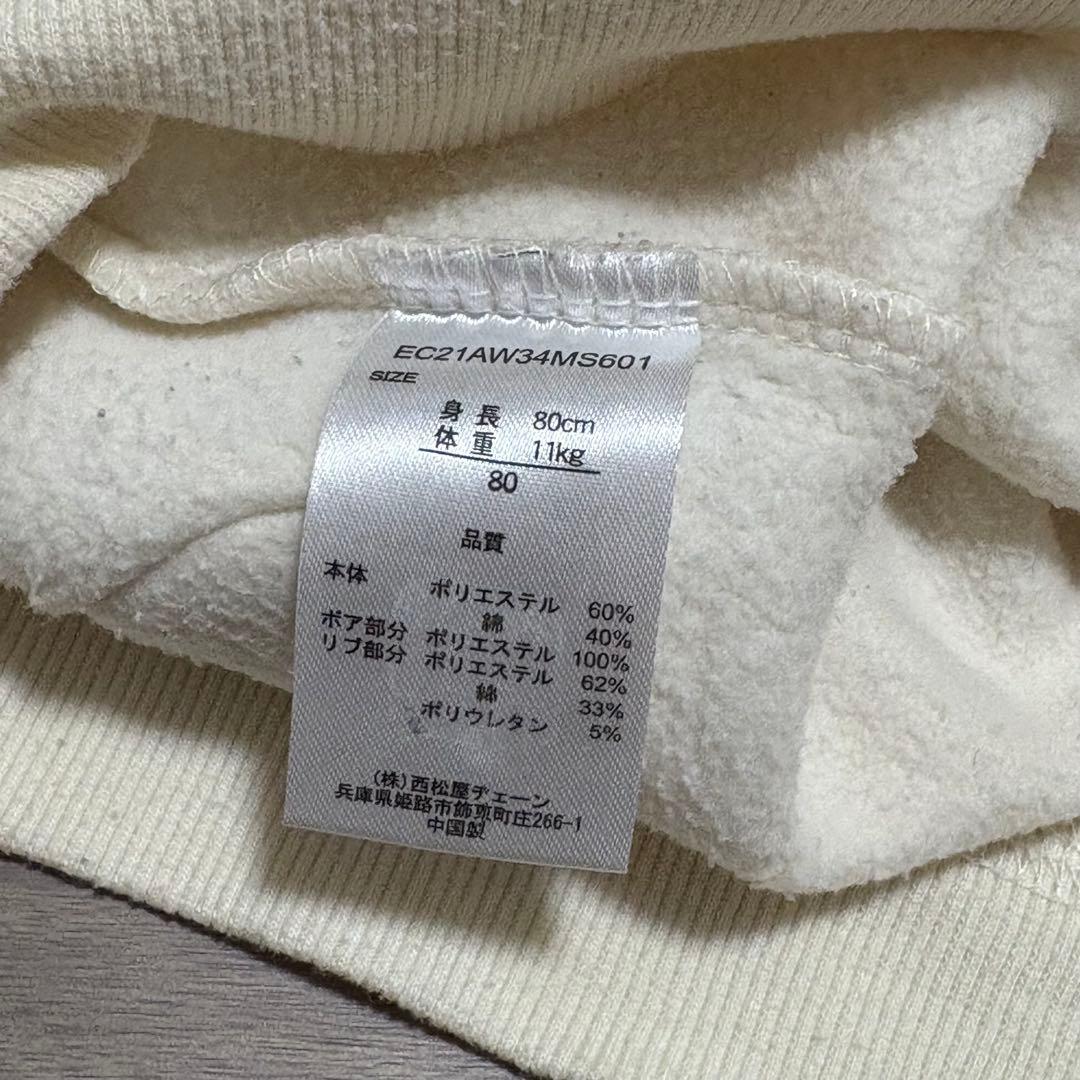 EC21AW34MS601
SIZE
身長 80cm
体重 11kg
80
品質
本体 ポリエステル 60%
綿 40%
ボア部分 ポリエステル 100%
リブ部分 ポリエステル 62%
綿 33%
ポリウレタン 5%
(株)西松屋チェーン
兵庫県姫路市飾東町庄266-1
中国製